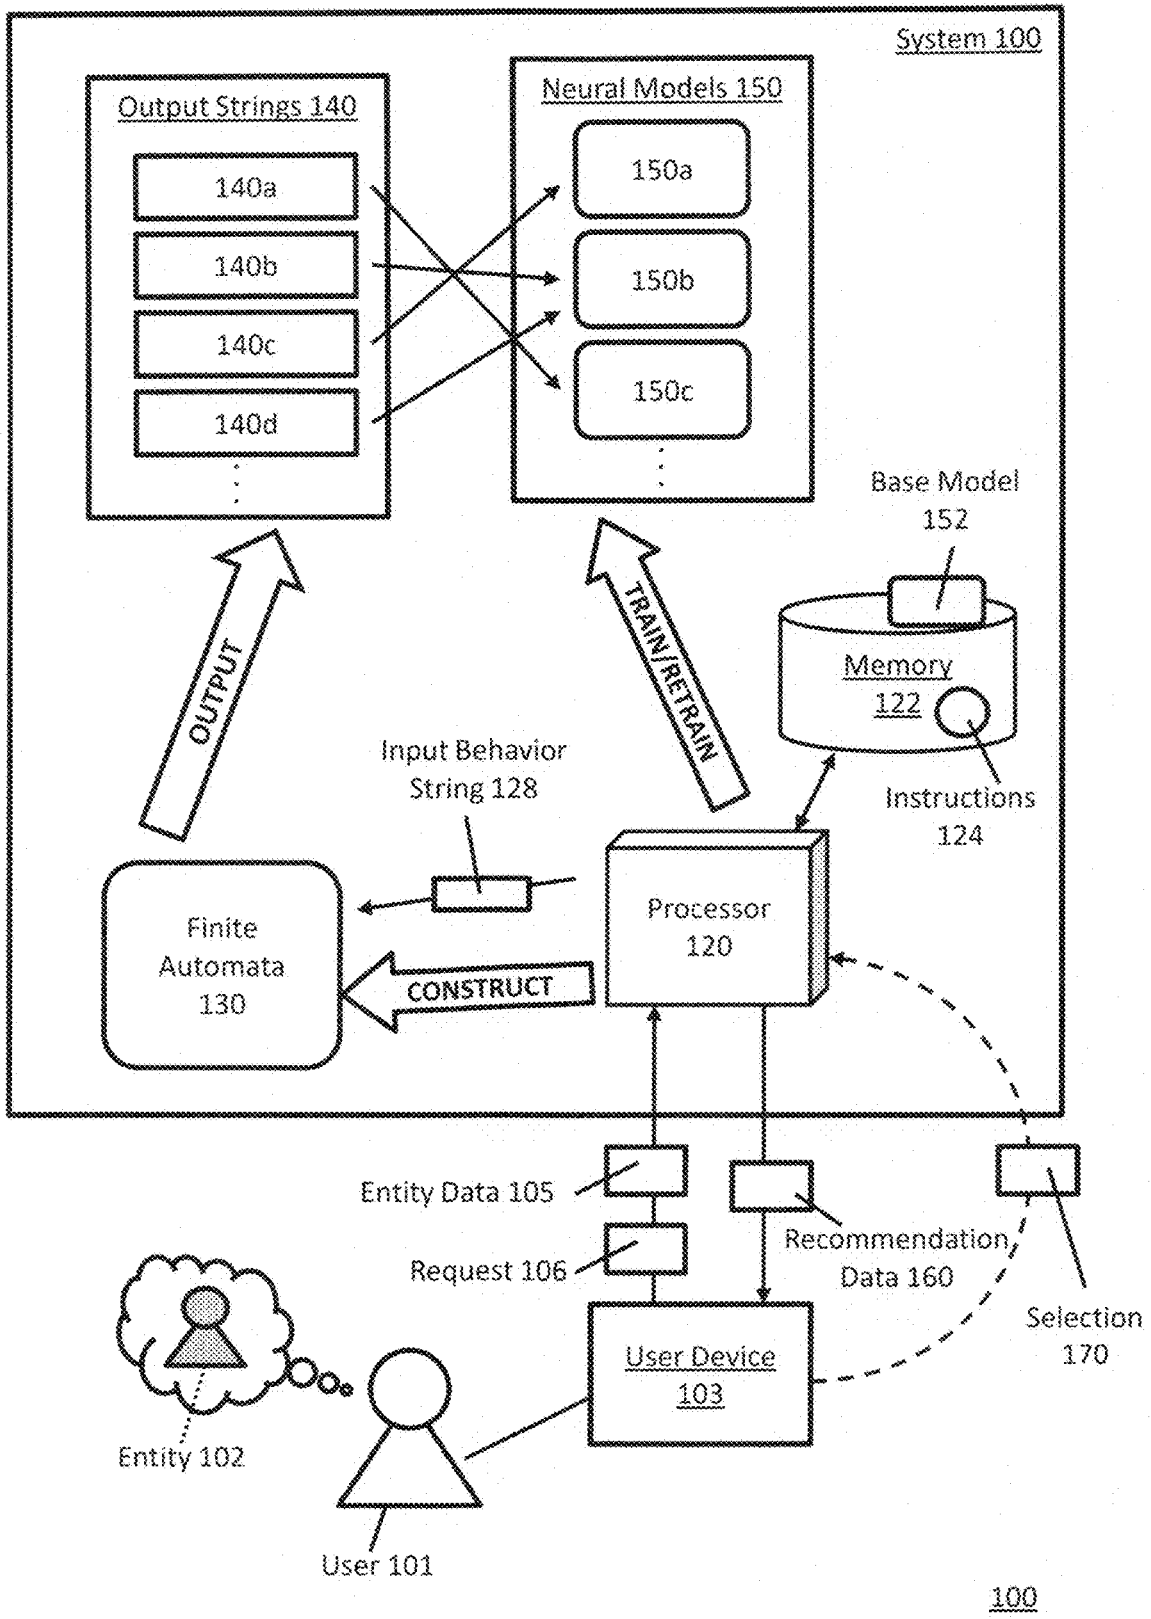 System 100
Output Strings 140
140a
140b
140c
140d
Neural Models 150
150a
150b
150c
Base Model
152
Memory
122
Instructions
124
OUTPUT
TRAIN/RETRAIN
Input Behavior
String 128
Processor
120
Finite
Automata
130
CONSTRUCT
Entity Data 105
Request 106
Recommendation
Data 160
Selection
170
User Device
103
Entity 102
User 101
100